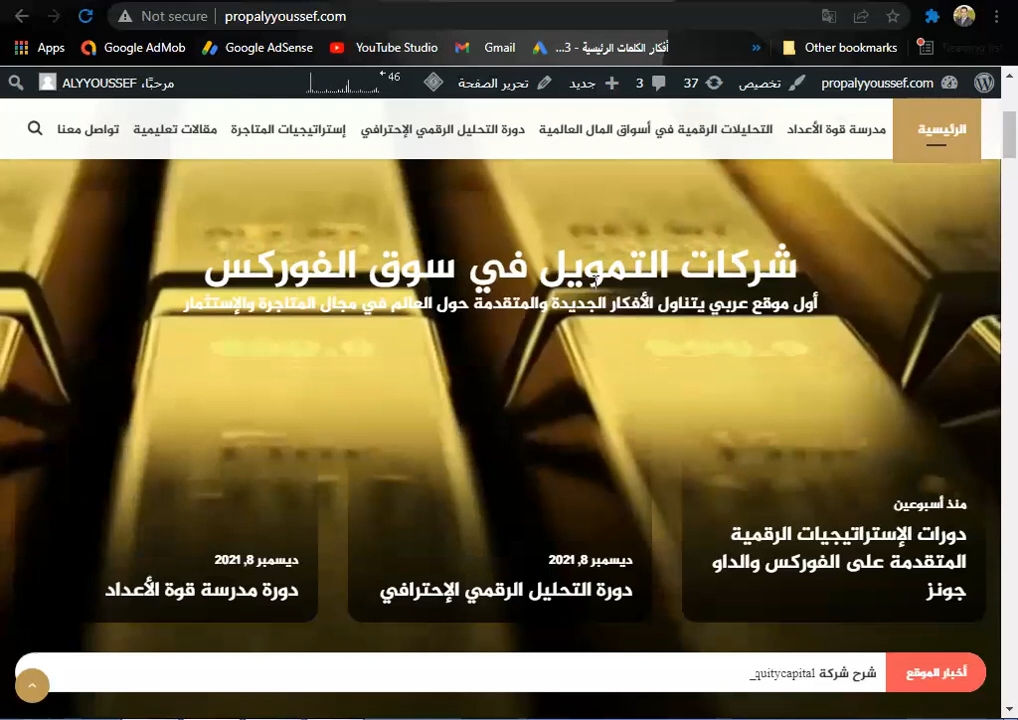 Not secure | propalyyoussef.com
Apps Google AdMob Google AdSense YouTube Studio Gmail أفكار الكلمات الرئيسية - 3... » Other bookmarks
propalyyoussef.com تخصيص 37 3 جديد تحرير الصفحة 46 مرحبًا، ALYYOUSSEF
الرئيسية مدرسة قوة الأعداد التحليلات الرقمية في أسواق المال العالمية دورة التحليل الرقمي الإحترافي إستراتيجيات المتاجرة مقالات تعليمية تواصل معنا
شركات التمويل في سوق الفوركس
أول موقع عربي يتناول الأفكار الجديدة والمتقدمة حول العالم في مجال المتاجرة والإستثمار
منذ أسبوعين
دورات الإستراتيجيات الرقمية
المتقدمة على الفوركس والداو
جونز
ديسمبر 8, 2021
دورة التحليل الرقمي الإحترافي
ديسمبر 8, 2021
دورة مدرسة قوة الأعداد
أخبار الموقع شرح شركة quitycapital_